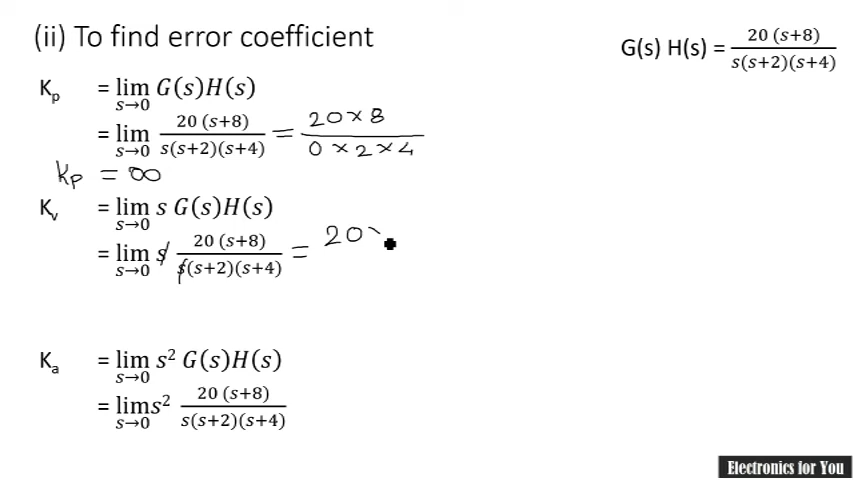 (ii) To find error coefficient
G(s) H(s) = 20 (s+8) / s(s+2)(s+4)
Kp = lim s→0 G(s)H(s)
= lim s→0 20 (s+8) / s(s+2)(s+4) = 20 × 8 / 0 × 2 × 4
Kp = ∞
Kv = lim s→0 s G(s)H(s)
= lim s→0 s 20 (s+8) / s(s+2)(s+4) = 20
Ka = lim s→0 s² G(s)H(s)
= lim s→0 s² 20 (s+8) / s(s+2)(s+4)
Electronics for You